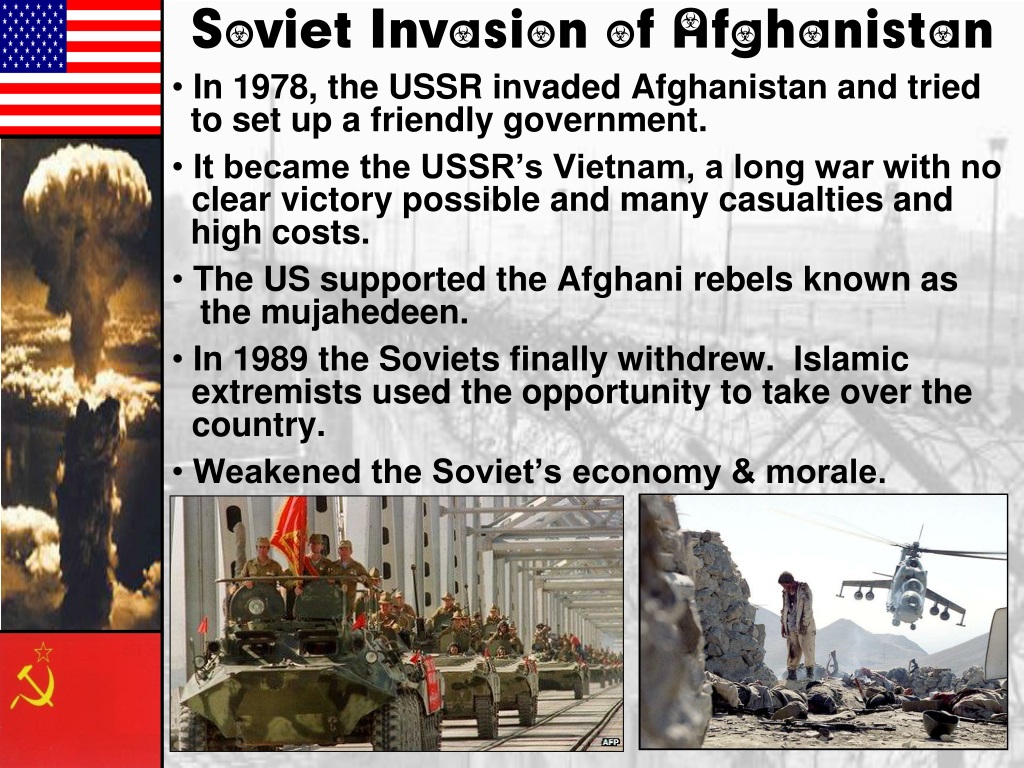 Soviet Invasion of Afghanistan
• In 1978, the USSR invaded Afghanistan and tried
to set up a friendly government.
• It became the USSR’s Vietnam, a long war with no
clear victory possible and many casualties and
high costs.
• The US supported the Afghani rebels known as
the mujahedeen.
• In 1989 the Soviets finally withdrew.  Islamic
extremists used the opportunity to take over the
country.
• Weakened the Soviet’s economy & morale.
AFP